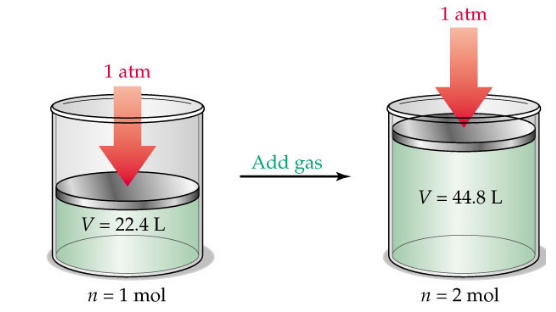 1 atm
V = 22.4 L
n = 1 mol
Add gas
1 atm
V = 44.8 L
n = 2 mol